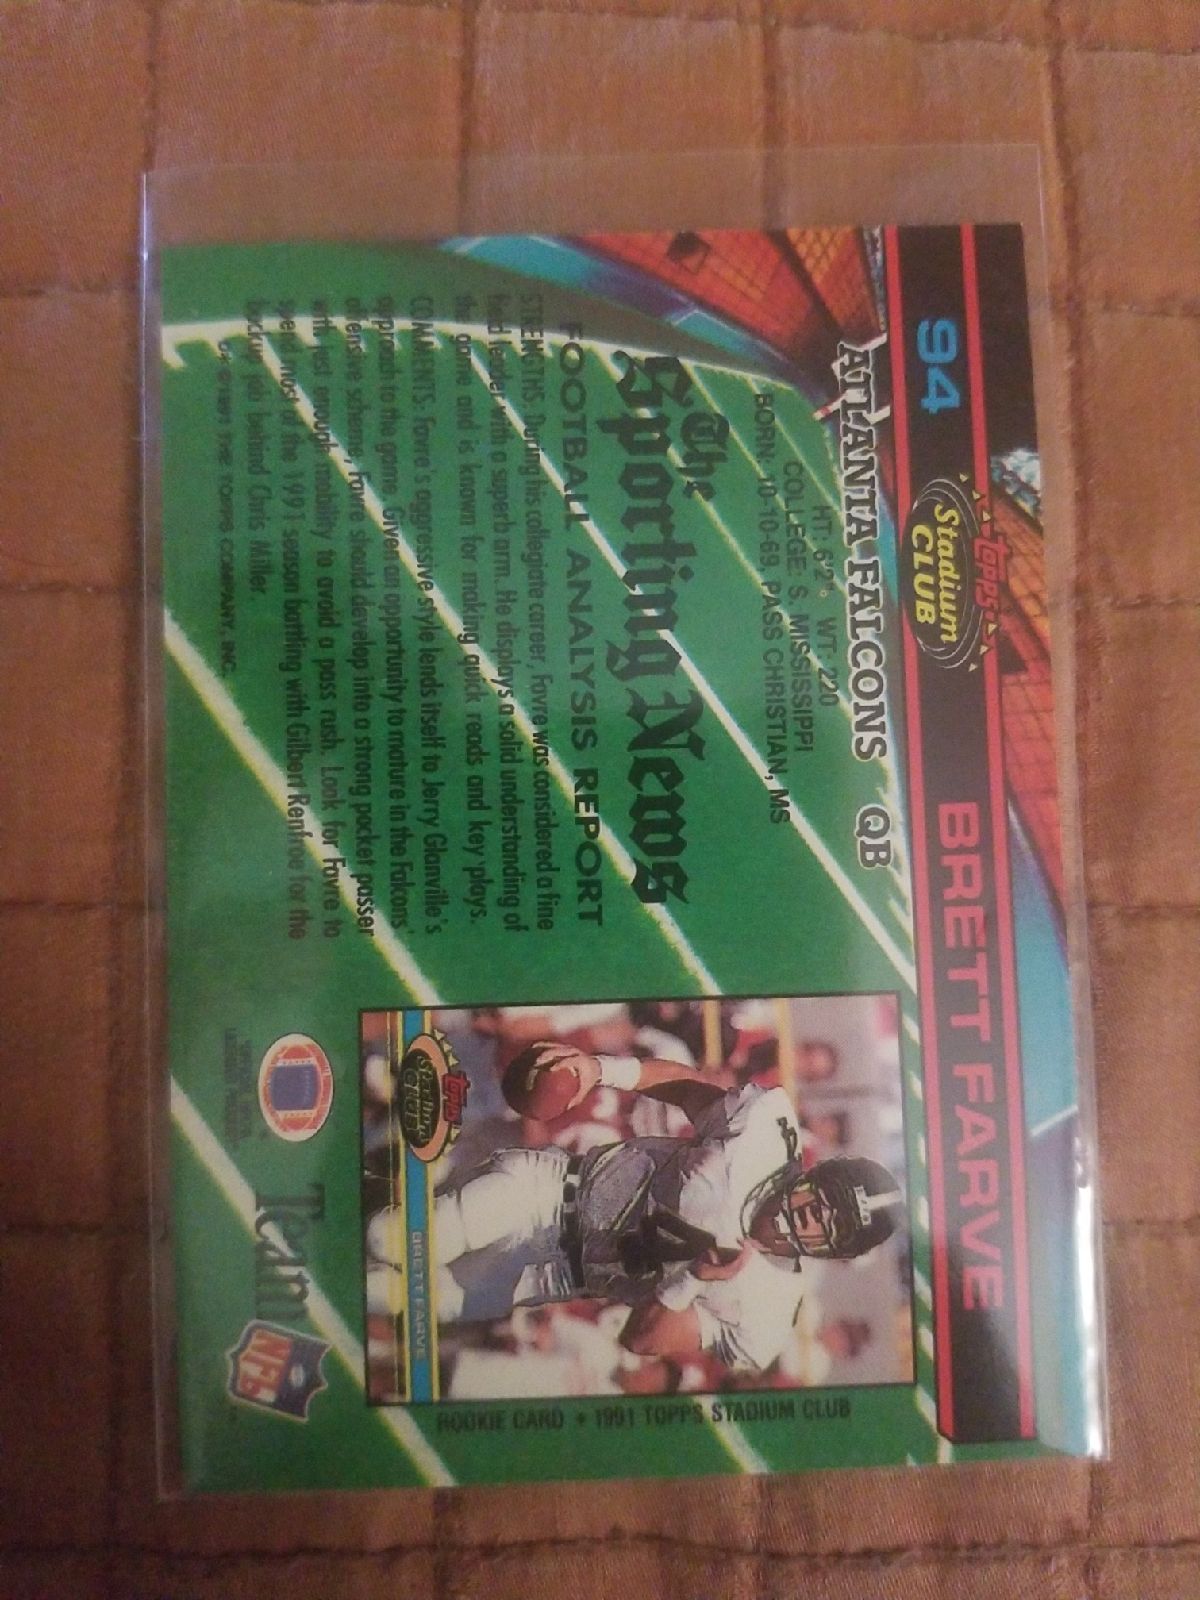 94
Topps
Stadium
CLUB
BRETT FARVE
ATLANTA FALCONS QB
HT: 6'2" WT: 220
COLLEGE: S. MISSISSIPPI
BORN: 10-10-69, PASS CHRISTIAN, MS
The
Sporting News
FOOTBALL ANALYSIS REPORT
STRENGTHS. During his collegiate career, Favre was considered a fine
field leader with a superb arm. He displays a solid understanding of
the game and is known for making quick reads and key plays.
COMMENTS. Favre's aggressive style lends itself to Jerry Glanville's
approach to the game. Given an opportunity to mature in the Falcons'
offensive scheme, Favre should develop into a strong pocket passer
with just enough mobility to avoid a pass rush. Look for Favre to
spend most of the 1991 season battling with Gilbert Renfroe for the
backup job behind Chris Miller.
© 1991 THE TOPPS COMPANY, INC.
Topps
Stadium
CLUB
BRETT FARVE
ROOKIE CARD • 1991 TOPPS STADIUM CLUB
Team
NFL